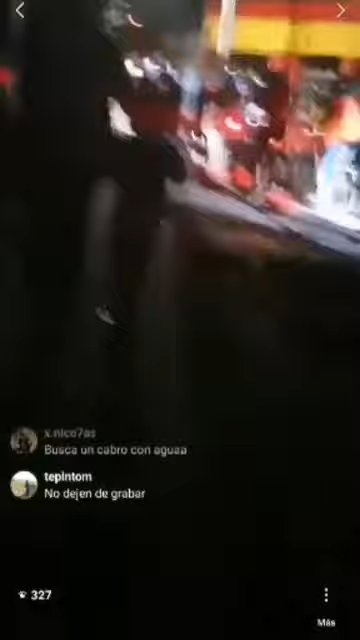 x.nico7as
Busca un cabro con aguaa
tepintom
No dejen de grabar
327
Más